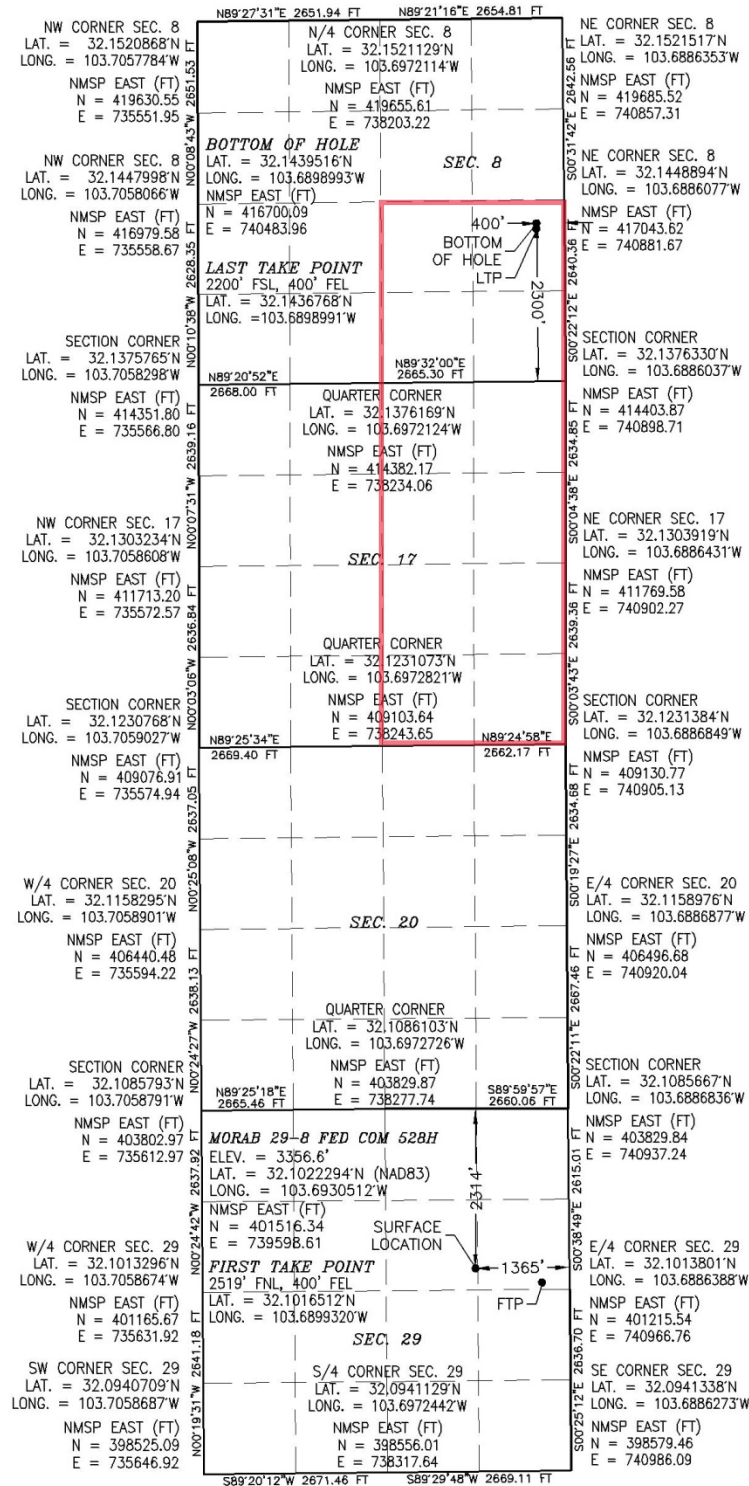 N89°27'31"E 2651.94 FT
N89°21'16"E 2654.81 FT
NW CORNER SEC. 8
LAT. = 32.1520868'N
LONG. = 103.7057784'W
NMSP EAST (FT)
N = 419630.55
E = 735551.95
N/4 CORNER SEC. 8
LAT. = 32.1521129'N
LONG. = 103.6972114'W
NMSP EAST (FT)
N = 419655.61
E = 738203.22
NE CORNER SEC. 8
LAT. = 32.1521517'N
LONG. = 103.6886353'W
NMSP EAST (FT)
N = 419685.52
E = 740857.31
N00°08'43"W 2651.53 FT
S00°31'42"E 2642.56 FT
NW CORNER SEC. 8
LAT. = 32.1447998'N
LONG. = 103.7058066'W
NMSP EAST (FT)
N = 416979.58
E = 735558.67
BOTTOM OF HOLE
LAT. = 32.1439516'N
LONG. = 103.6898993'W
NMSP EAST (FT)
N = 416700.09
E = 740483.96
SEC. 8
NE CORNER SEC. 8
LAT. = 32.1448894'N
LONG. = 103.6886077'W
NMSP EAST (FT)
N = 417043.62
E = 740881.67
400'
BOTTOM
OF HOLE
LTP
2300'
LAST TAKE POINT
2200' FSL, 400' FEL
LAT. = 32.1436768'N
LONG. =103.6898991'W
N00°10'38"W 2628.35 FT
S00°22'12"E 2640.36 FT
SECTION CORNER
LAT. = 32.1375765'N
LONG. = 103.7058298'W
NMSP EAST (FT)
N = 414351.80
E = 735566.80
N89°20'52"E
2668.00 FT
N89°32'00"E
2665.30 FT
QUARTER CORNER
LAT. = 32.1376169'N
LONG. = 103.6972124'W
NMSP EAST (FT)
N = 414382.17
E = 738234.06
SECTION CORNER
LAT. = 32.1376330'N
LONG. = 103.6886037'W
NMSP EAST (FT)
N = 414403.87
E = 740898.71
N00°07'31"W 2639.16 FT
S00°04'38"E 2634.85 FT
NW CORNER SEC. 17
LAT. = 32.1303234'N
LONG. = 103.7058608'W
NMSP EAST (FT)
N = 411713.20
E = 735572.57
SEC. 17
NE CORNER SEC. 17
LAT. = 32.1303919'N
LONG. = 103.6886431'W
NMSP EAST (FT)
N = 411769.58
E = 740902.27
N00°03'06"W 2636.84 FT
S00°03'43"E 2639.36 FT
SECTION CORNER
LAT. = 32.1230768'N
LONG. = 103.7059027'W
NMSP EAST (FT)
N = 409076.91
E = 735574.94
QUARTER CORNER
LAT. = 32.1231073'N
LONG. = 103.6972821'W
NMSP EAST (FT)
N = 409103.64
E = 738243.65
N89°25'34"E
2669.40 FT
N89°24'58"E
2662.17 FT
SECTION CORNER
LAT. = 32.1231384'N
LONG. = 103.6886849'W
NMSP EAST (FT)
N = 409130.77
E = 740905.13
N00°25'08"W 2637.05 FT
S00°19'27"E 2634.68 FT
W/4 CORNER SEC. 20
LAT. = 32.1158295'N
LONG. = 103.7058901'W
NMSP EAST (FT)
N = 406440.48
E = 735594.22
SEC. 20
E/4 CORNER SEC. 20
LAT. = 32.1158976'N
LONG. = 103.6886877'W
NMSP EAST (FT)
N = 406496.68
E = 740920.04
N00°24'27"W 2638.13 FT
S00°22'11"E 2667.46 FT
SECTION CORNER
LAT. = 32.1085793'N
LONG. = 103.7058791'W
NMSP EAST (FT)
N = 403802.97
E = 735612.97
QUARTER CORNER
LAT. = 32.1086103'N
LONG. = 103.6972726'W
NMSP EAST (FT)
N = 403829.87
E = 738277.74
N89°25'18"E
2665.46 FT
S89°59'57"E
2660.06 FT
SECTION CORNER
LAT. = 32.1085667'N
LONG. = 103.6886836'W
NMSP EAST (FT)
N = 403829.84
E = 740937.24
MORAB 29-8 FED COM 528H
ELEV. = 3356.6'
LAT. = 32.1022294'N (NAD83)
LONG. = 103.6930512'W
NMSP EAST (FT)
N = 401516.34
E = 739598.61
2314'
N00°24'42"W 2637.92 FT
S00°38'49"E 2615.01 FT
SURFACE
LOCATION
1365'
FTP
W/4 CORNER SEC. 29
LAT. = 32.1013296'N
LONG. = 103.7058674'W
NMSP EAST (FT)
N = 401165.67
E = 735631.92
FIRST TAKE POINT
2519' FNL, 400' FEL
LAT. = 32.1016512'N
LONG. = 103.6899320'W
SEC. 29
E/4 CORNER SEC. 29
LAT. = 32.1013801'N
LONG. = 103.6886388'W
NMSP EAST (FT)
N = 401215.54
E = 740966.76
N00°19'31"W 2641.18 FT
S00°25'12"E 2636.70 FT
SW CORNER SEC. 29
LAT. = 32.0940709'N
LONG. = 103.7058687'W
NMSP EAST (FT)
N = 398525.09
E = 735646.92
S/4 CORNER SEC. 29
LAT. = 32.0941129'N
LONG. = 103.6972442'W
NMSP EAST (FT)
N = 398556.01
E = 738317.64
SE CORNER SEC. 29
LAT. = 32.0941338'N
LONG. = 103.6886273'W
NMSP EAST (FT)
N = 398579.46
E = 740986.09
S89°20'12"W 2671.46 FT
S89°29'48"W 2669.11 FT